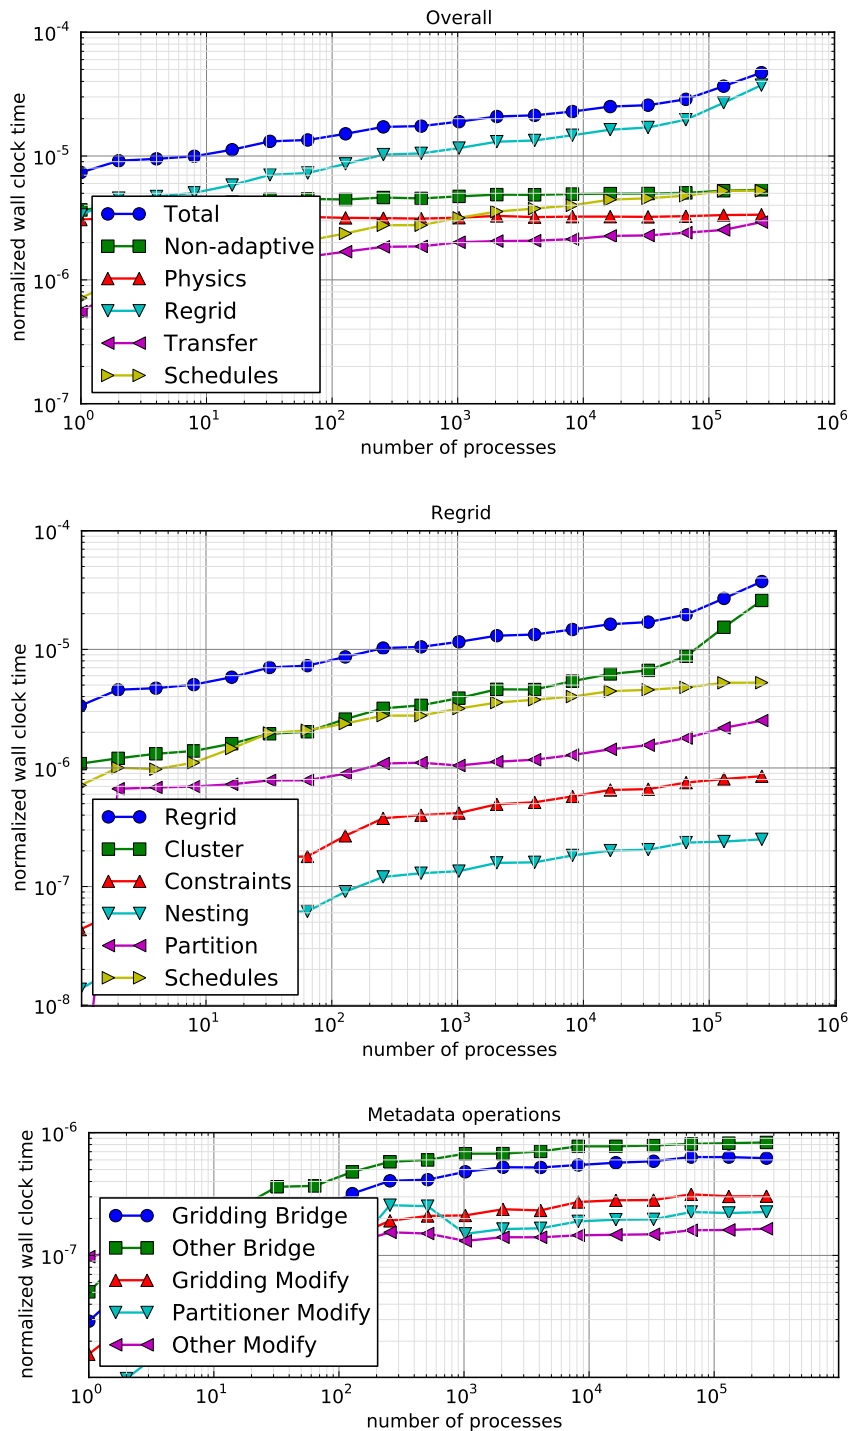 Overall
normalized wall clock time
10^-4
10^-5
10^-6
10^-7
Total
Non-adaptive
Physics
Regrid
Transfer
Schedules
10^0 10^1 10^2 10^3 10^4 10^5 10^6
number of processes
Regrid
normalized wall clock time
10^-4
10^-5
10^-6
10^-7
10^-8
Regrid
Cluster
Constraints
Nesting
Partition
Schedules
10^1 10^2 10^3 10^4 10^5 10^6
number of processes
Metadata operations
normalized wall clock time
10^-6
10^-7
Gridding Bridge
Other Bridge
Gridding Modify
Partitioner Modify
Other Modify
10^0 10^1 10^2 10^3 10^4 10^5
number of processes